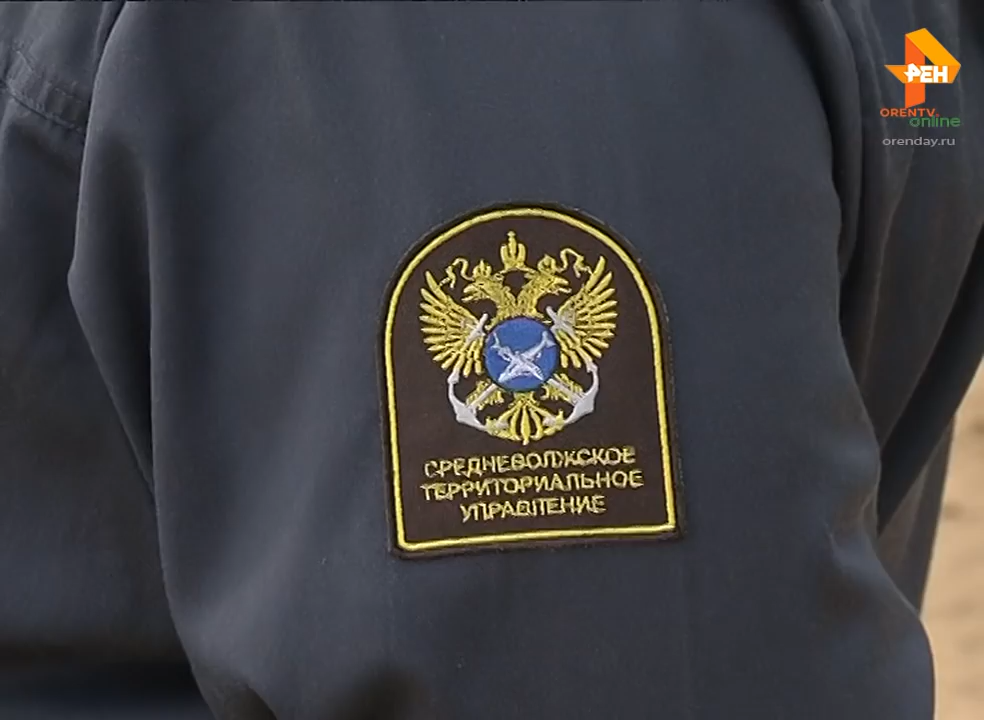 РЕН
ORENTV.
online
orenday.ru
СРЕДНЕВОЛЖСКОЕ
ТЕРРИТОРИАЛЬНОЕ
УПРАВЛЕНИЕ